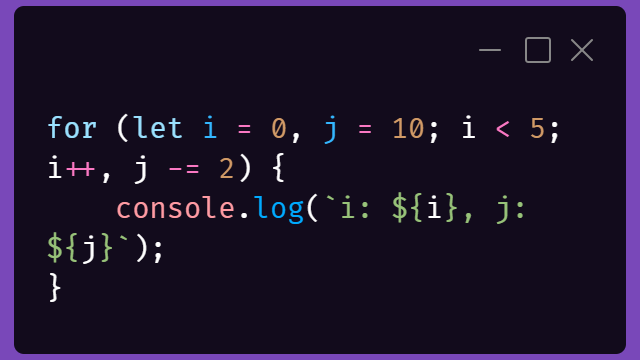 for (let i = 0, j = 10; i < 5;
i++, j -= 2) {
    console.log(`i: ${i}, j:
${j}`);
}